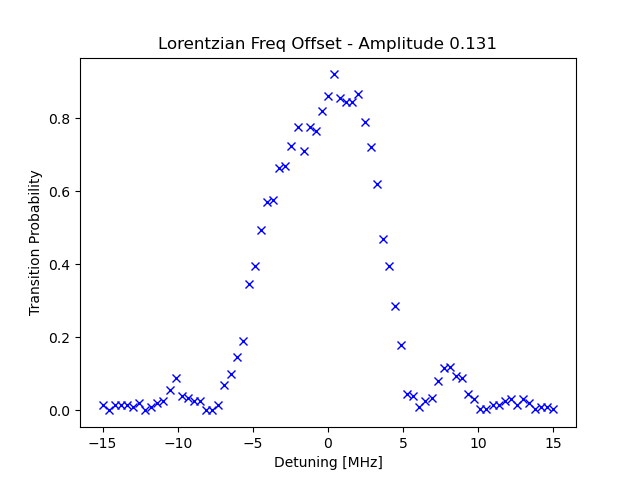 Lorentzian Freq Offset - Amplitude 0.131
Transition Probability
0.8
0.6
0.4
0.2
0.0
−15 −10 −5 0 5 10 15
Detuning [MHz]